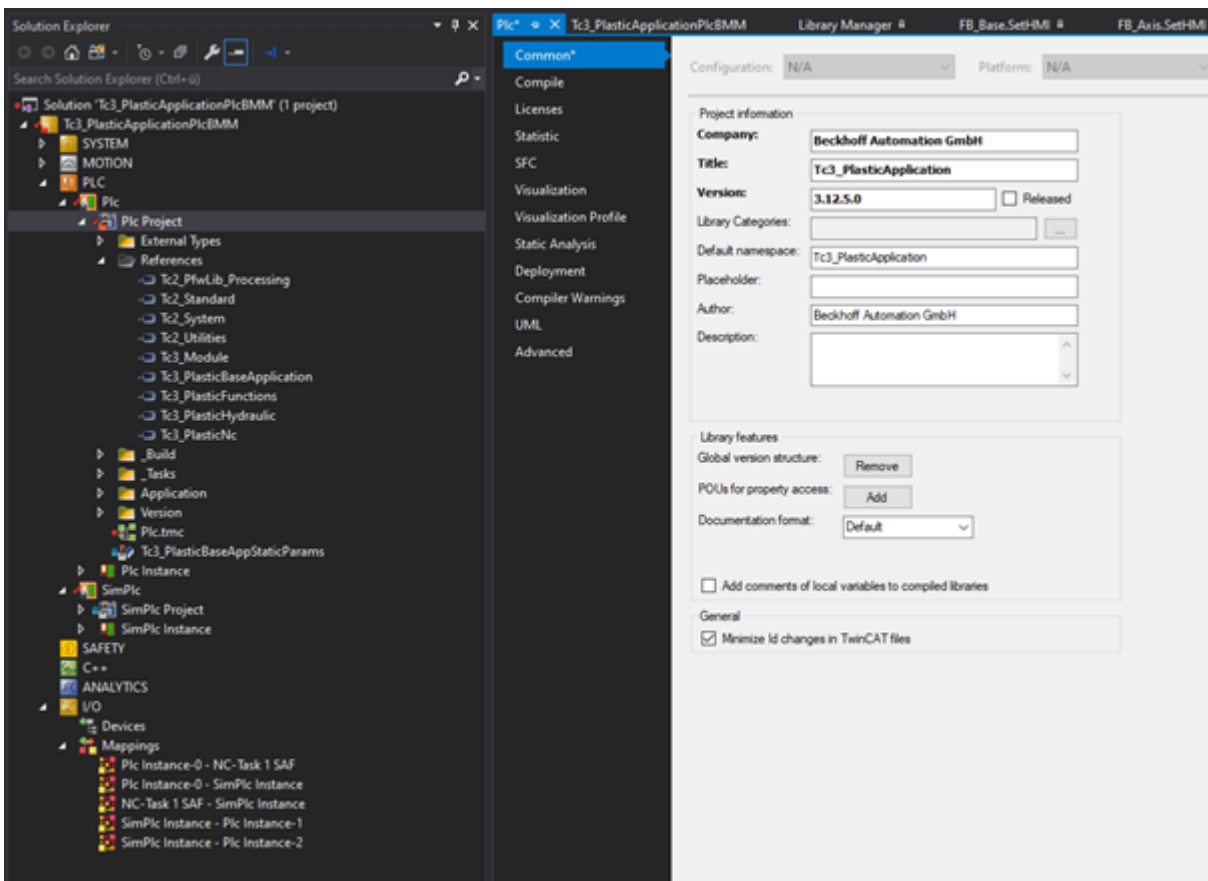 Solution Explorer
Search Solution Explorer (Ctrl+ü)
Solution 'Tc3_PlasticApplicationPlcBMM' (1 project)
Tc3_PlasticApplicationPlcBMM
SYSTEM
MOTION
PLC
Plc
Plc Project
External Types
References
Tc2_PfwLib_Processing
Tc2_Standard
Tc2_System
Tc2_Utilities
Tc3_Module
Tc3_PlasticBaseApplication
Tc3_PlasticFunctions
Tc3_PlasticHydraulic
Tc3_PlasticNc
_Build
_Tasks
Application
Version
Plc.tmc
Tc3_PlasticBaseAppStaticParams
Plc Instance
SimPlc
SimPlc Project
SimPlc Instance
SAFETY
C++
ANALYTICS
I/O
Devices
Mappings
Plc Instance-0 - NC-Task 1 SAF
Plc Instance-0 - SimPlc Instance
NC-Task 1 SAF - SimPlc Instance
SimPlc Instance - Plc Instance-1
SimPlc Instance - Plc Instance-2
Plc* Tc3_PlasticApplicationPlcBMM Library Manager FB_Base.SetHMI FB_Axis.SetHMI
Common*
Compile
Licenses
Statistic
SFC
Visualization
Visualization Profile
Static Analysis
Deployment
Compiler Warnings
UML
Advanced
Configuration: N/A Platform: N/A
Project information
Company: Beckhoff Automation GmbH
Title: Tc3_PlasticApplication
Version: 3.12.5.0 Released
Library Categories: ...
Default namespace: Tc3_PlasticApplication
Placeholder:
Author: Beckhoff Automation GmbH
Description:
Library features
Global version structure: Remove
POUs for property access: Add
Documentation format: Default
Add comments of local variables to compiled libraries
General
Minimize Id changes in TwinCAT files